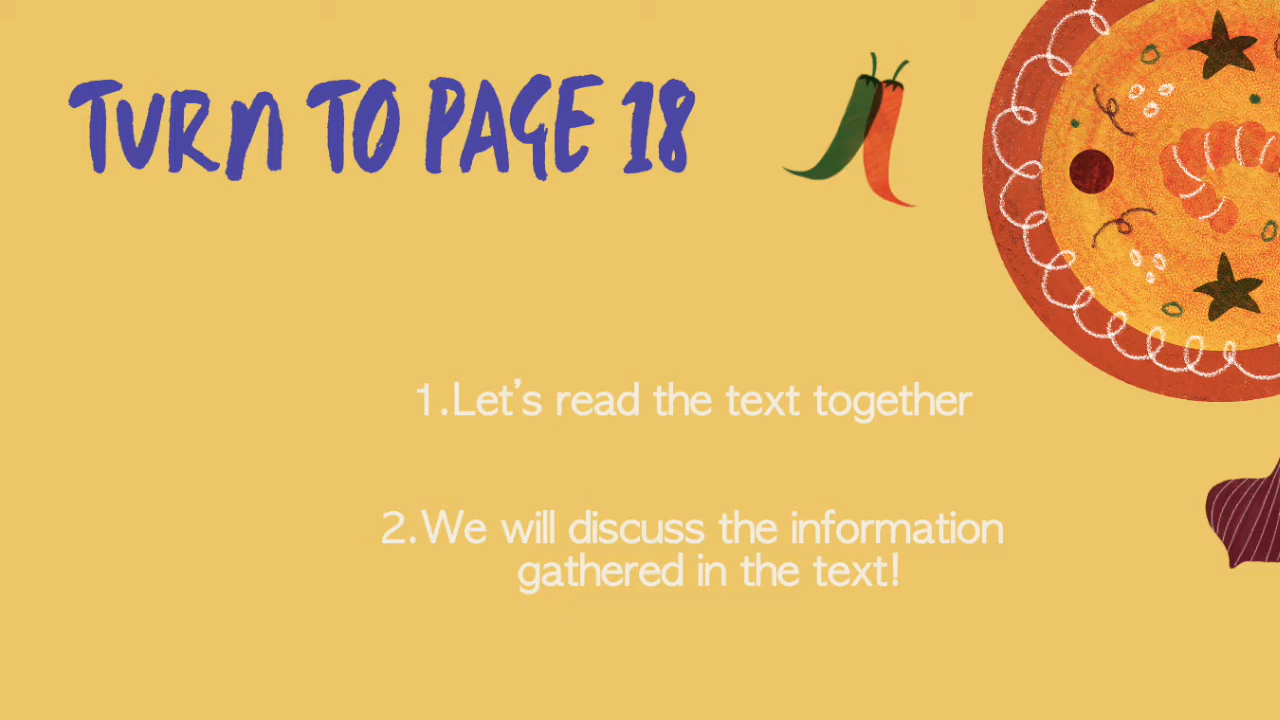 TURN TO PAGE 18
1.Let's read the text together
2.We will discuss the information
gathered in the text!